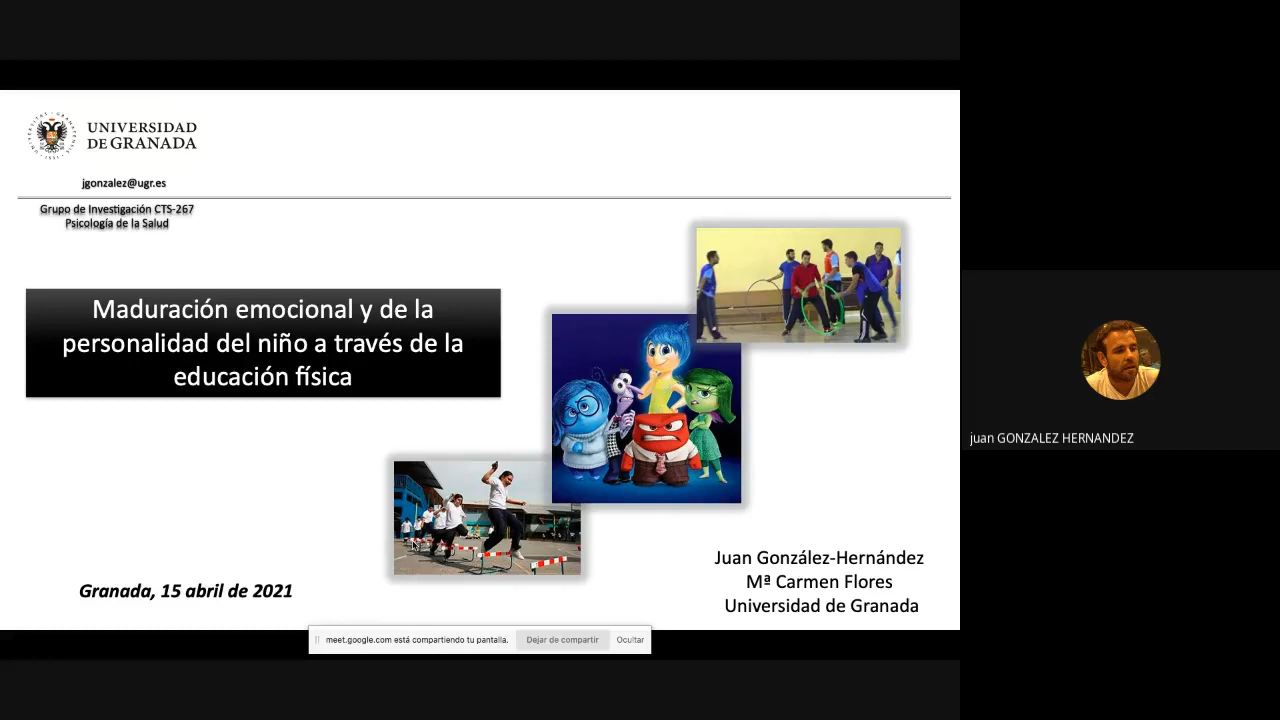 UNIVERSIDAD
DE GRANADA
jgonzalez@ugr.es
Grupo de Investigación CTS-267
Psicología de la Salud
Maduración emocional y de la
personalidad del niño a través de la
educación física
Granada, 15 abril de 2021
Juan González-Hernández
Mª Carmen Flores
Universidad de Granada
meet.google.com está compartiendo tu pantalla.
Dejar de compartir
Ocultar
juan GONZALEZ HERNANDEZ